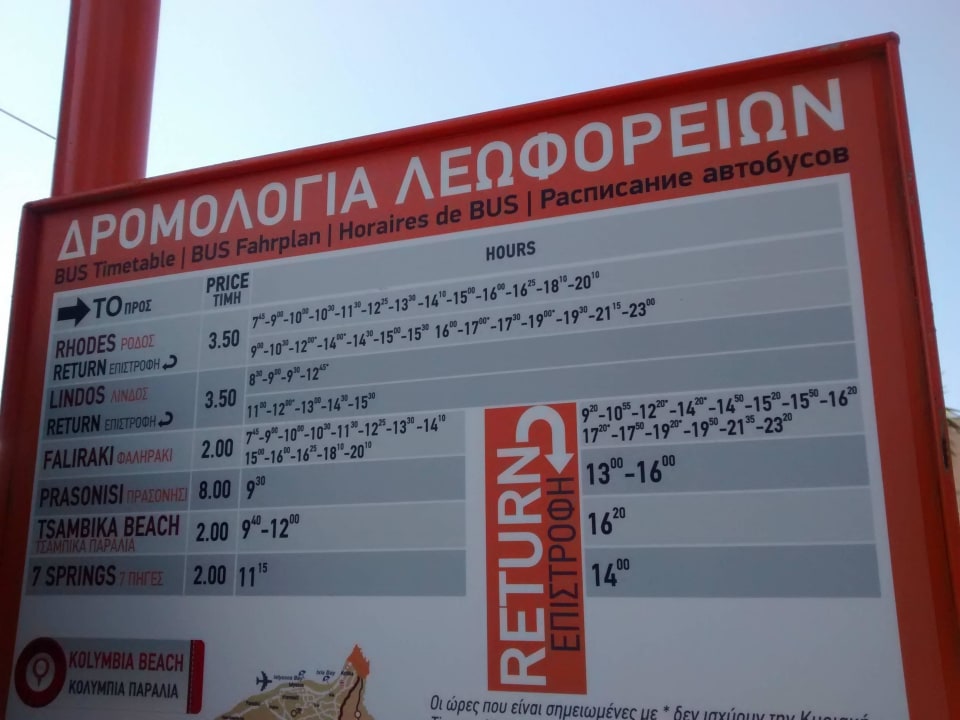 ΔΡΟΜΟΛΟΓΙΑ ΛΕΩΦΟΡΕΙΩΝ
BUS Timetable | BUS Fahrplan | Horaires de BUS | Расписание автобусов
TO ΠΡΟΣ PRICE ΤΙΜΗ HOURS
RHODES ΡΟΔΟΣ 3.50 7⁴⁵-9⁰⁰-10⁰⁰-10³⁰-11³⁰-12²⁵-13³⁰-14¹⁰-15⁰⁰-16⁰⁰-16²⁵-18¹⁰-20¹⁰
RETURN ΕΠΙΣΤΡΟΦΗ 9⁰⁰-10³⁰-12⁰⁰*-14⁰⁰*-14³⁰-15⁰⁰-15³⁰ 16⁰⁰-17⁰⁰*-17³⁰-19⁰⁰*-19³⁰-21¹⁵-23⁰⁰
LINDOS ΛΙΝΔΟΣ 3.50 8³⁰-9⁰⁰-9³⁰-12⁴⁵*
RETURN ΕΠΙΣΤΡΟΦΗ 11⁰⁰-12⁰⁰*-13⁰⁰-14³⁰-15³⁰
FALIRAKI ΦΑΛΗΡΑΚΙ 2.00 7⁴⁵-9⁰⁰-10⁰⁰-10³⁰-11³⁰-12²⁵-13³⁰-14¹⁰
15⁰⁰-16⁰⁰-16²⁵-18¹⁰-20¹⁰
PRASONISI ΠΡΑΣΟΝΗΣΙ 8.00 9³⁰
TSAMBIKA BEACH 2.00 9⁴⁰-12⁰⁰
ΤΣΑΜΠΙΚΑ ΠΑΡΑΛΙΑ
7 SPRINGS 7 ΠΗΓΕΣ 2.00 11¹⁵
RETURN
ΕΠΙΣΤΡΟΦΗ
9²⁰-10⁵⁵-12²⁰*-14²⁰*-14⁵⁰-15²⁰-15⁵⁰-16²⁰
17²⁰*-17⁵⁰-19²⁰*-19⁵⁰-21³⁵-23²⁰
13⁰⁰-16⁰⁰
16²⁰
14⁰⁰
KOLYMBIA BEACH
ΚΟΛΥΜΠΙΑ ΠΑΡΑΛΙΑ
Οι ώρες που είναι σημειωμένες με * δεν ισχύουν την Κυριακή